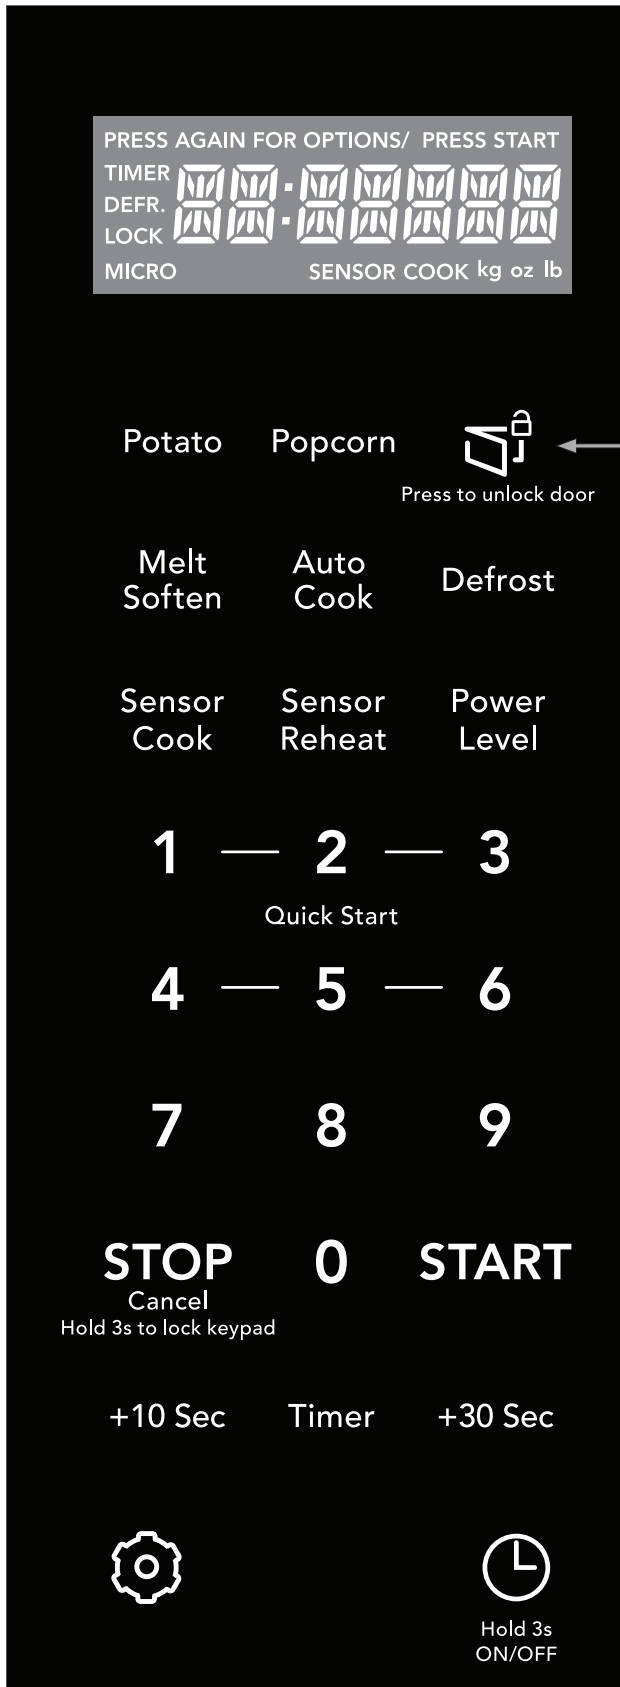 PRESS AGAIN FOR OPTIONS/ PRESS START
TIMER
DEFR.
LOCK
MICRO SENSOR COOK kg oz lb
Potato Popcorn
Press to unlock door
Melt Soften
Auto Cook
Defrost
Sensor Cook
Sensor Reheat
Power Level
1 — 2 — 3
Quick Start
4 — 5 — 6
7 8 9
STOP 0 START
Cancel
Hold 3s to lock keypad
+10 Sec Timer +30 Sec
Hold 3s
ON/OFF